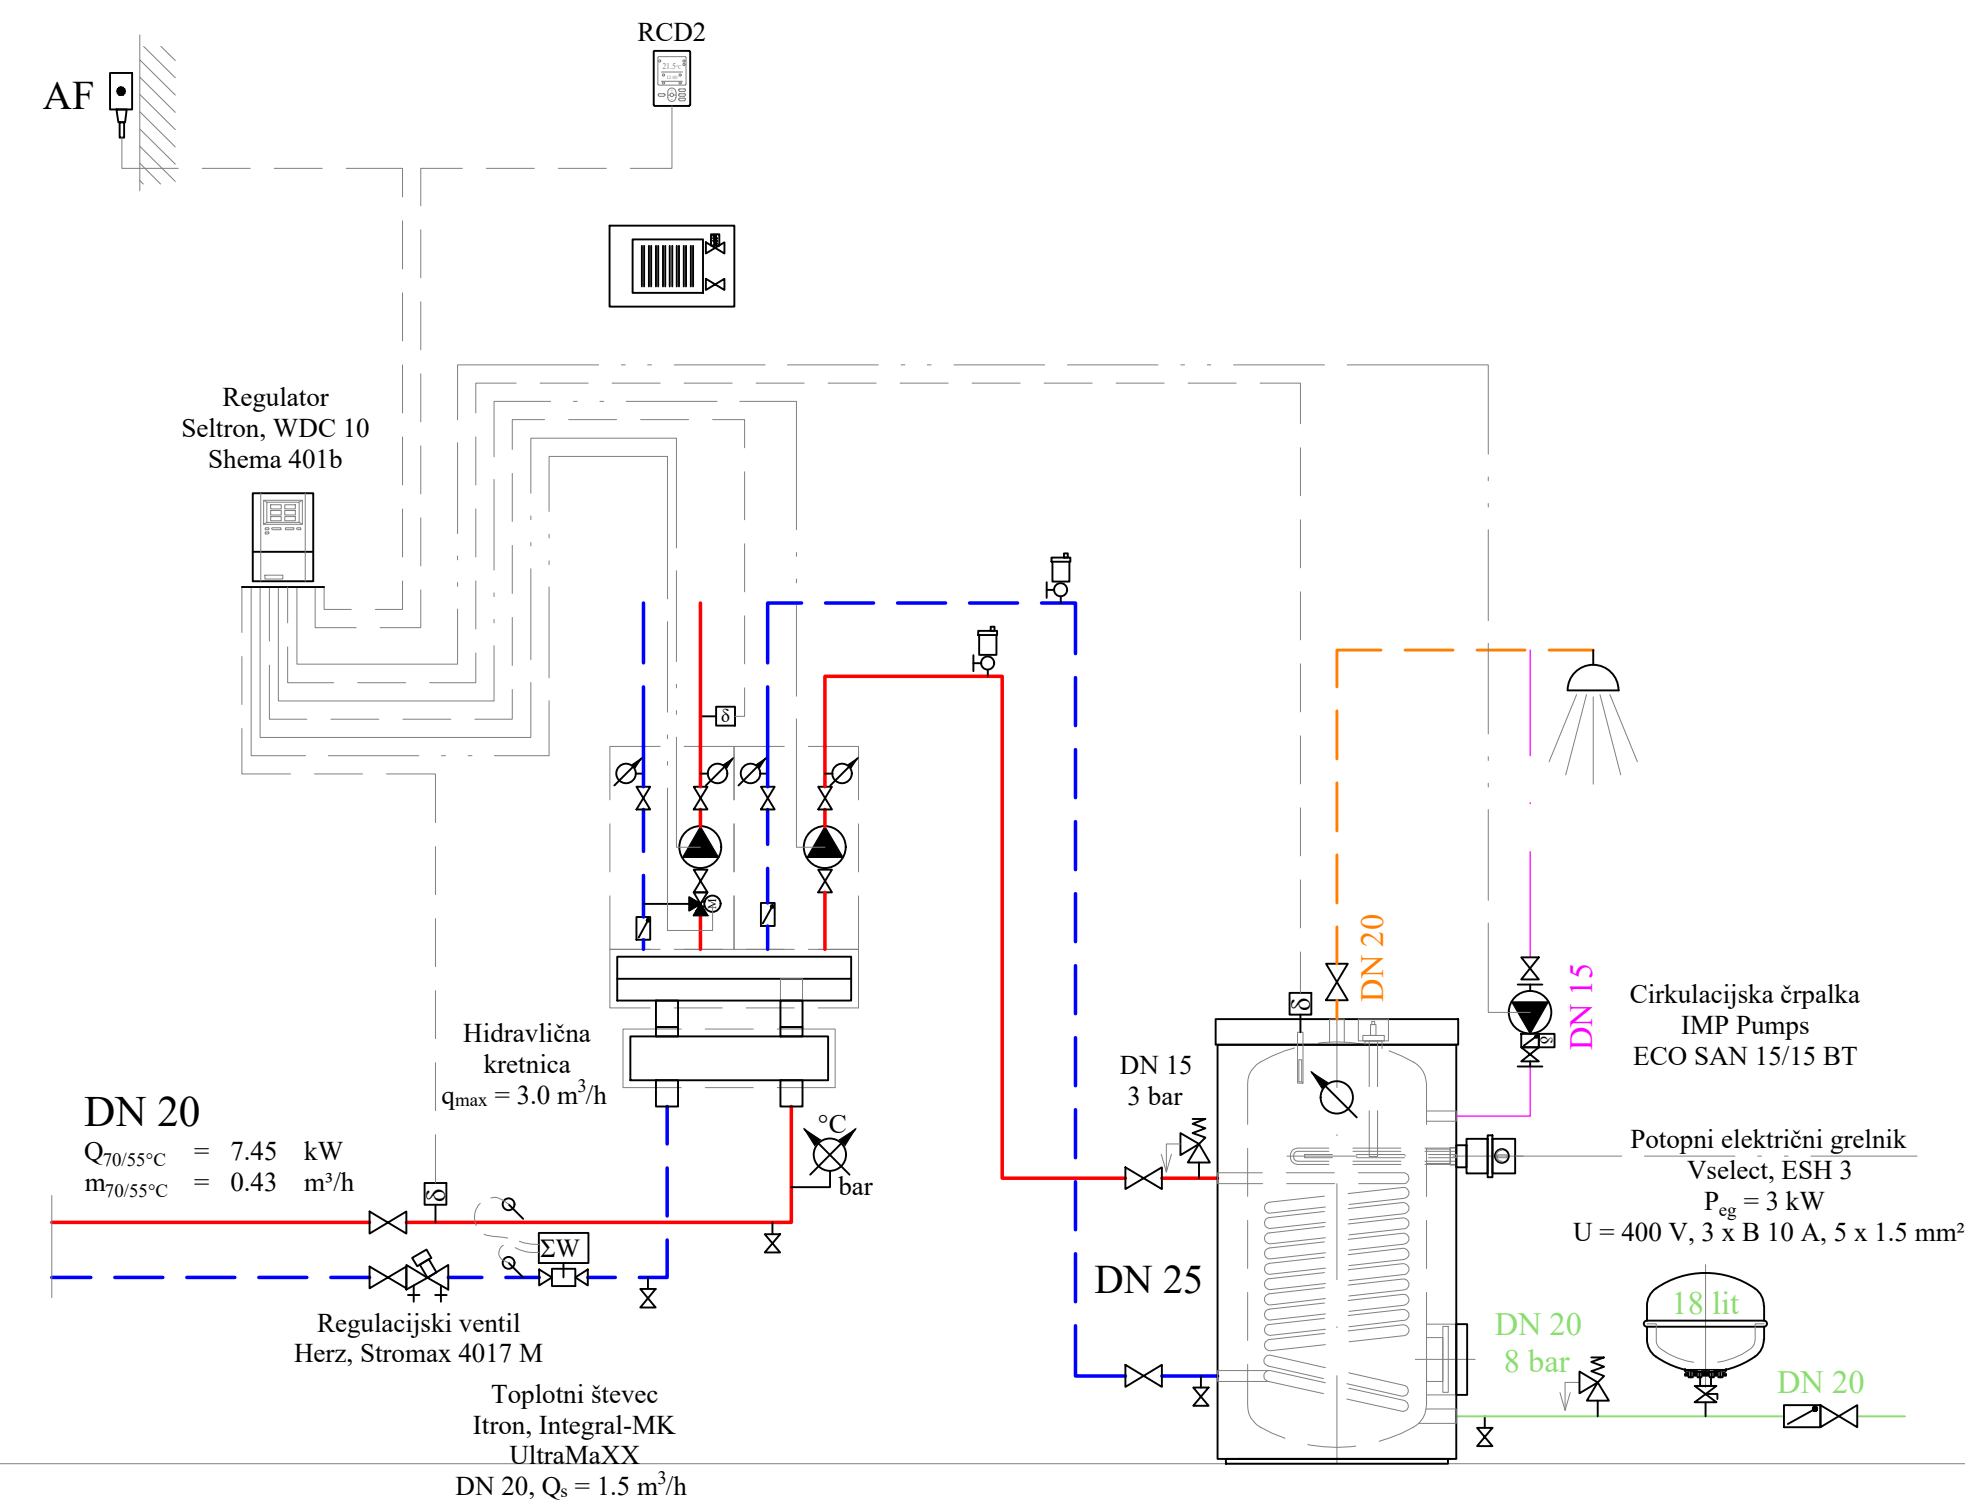 RCD2
21.5°C
AF
Regulator
Seltron, WDC 10
Shema 401b
δ
M
Hidravlična
kretnica
qmax = 3.0 m³/h
DN 20
Q70/55°C = 7.45 kW
m70/55°C = 0.43 m³/h
δ
°C
bar
ΣW
Regulacijski ventil
Herz, Stromax 4017 M
Toplotni števec
Itron, Integral-MK
UltraMaXX
DN 20, Qs = 1.5 m³/h
DN 15
3 bar
DN 25
δ
DN 20
DN 15
δ
Cirkulacijska črpalka
IMP Pumps
ECO SAN 15/15 BT
Potopni električni grelnik
Vselect, ESH 3
Peg = 3 kW
U = 400 V, 3 x B 10 A, 5 x 1.5 mm²
18 lit
DN 20
8 bar
DN 20